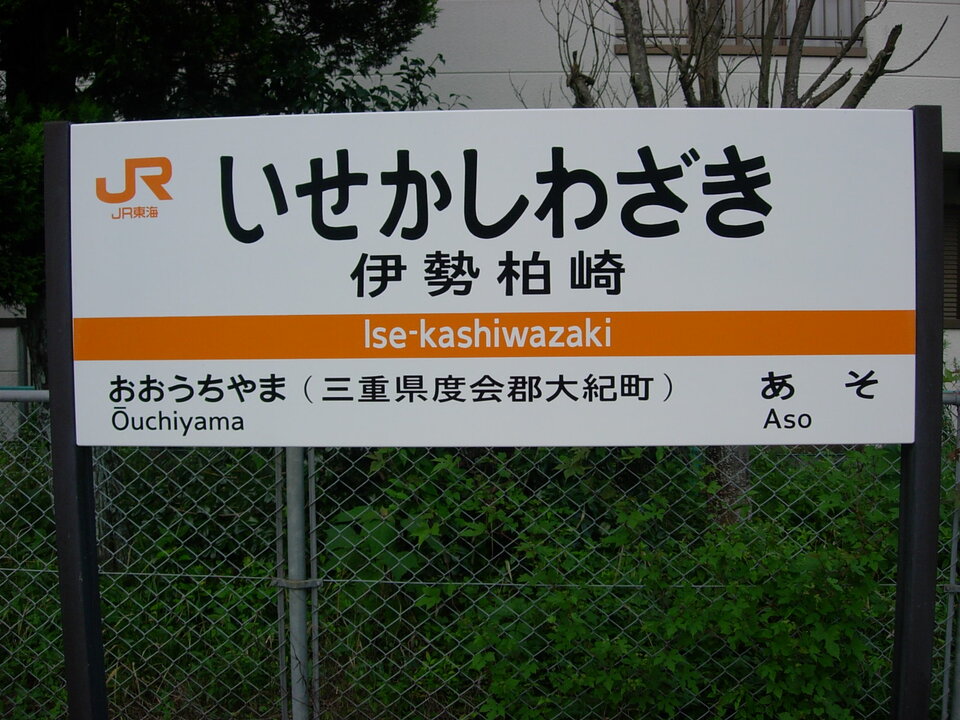 JR
JR東海
いせかしわざき
伊勢柏崎
Ise-kashiwazaki
おおうちやま（三重県度会郡大紀町） あそ
Ōuchiyama Aso